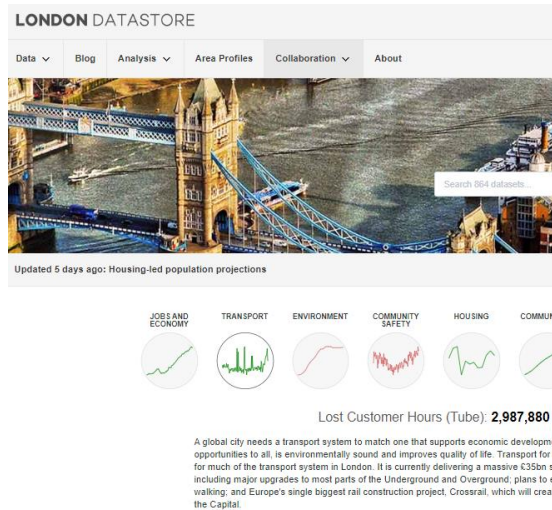 LONDON DATASTORE
Data Blog Analysis Area Profiles Collaboration About
Search 864 datasets...
Updated 5 days ago: Housing-led population projections
JOBS AND
ECONOMY
TRANSPORT
ENVIRONMENT
COMMUNITY
SAFETY
HOUSING
COMMUN
Lost Customer Hours (Tube): 2,987,880
A global city needs a transport system to match one that supports economic developm
opportunities to all, is environmentally sound and improves quality of life. Transport for
for much of the transport system in London. It is currently delivering a massive £35bn s
including major upgrades to most parts of the Underground and Overground; plans to e
walking; and Europe's single biggest rail construction project, Crossrail, which will crea
the Capital.